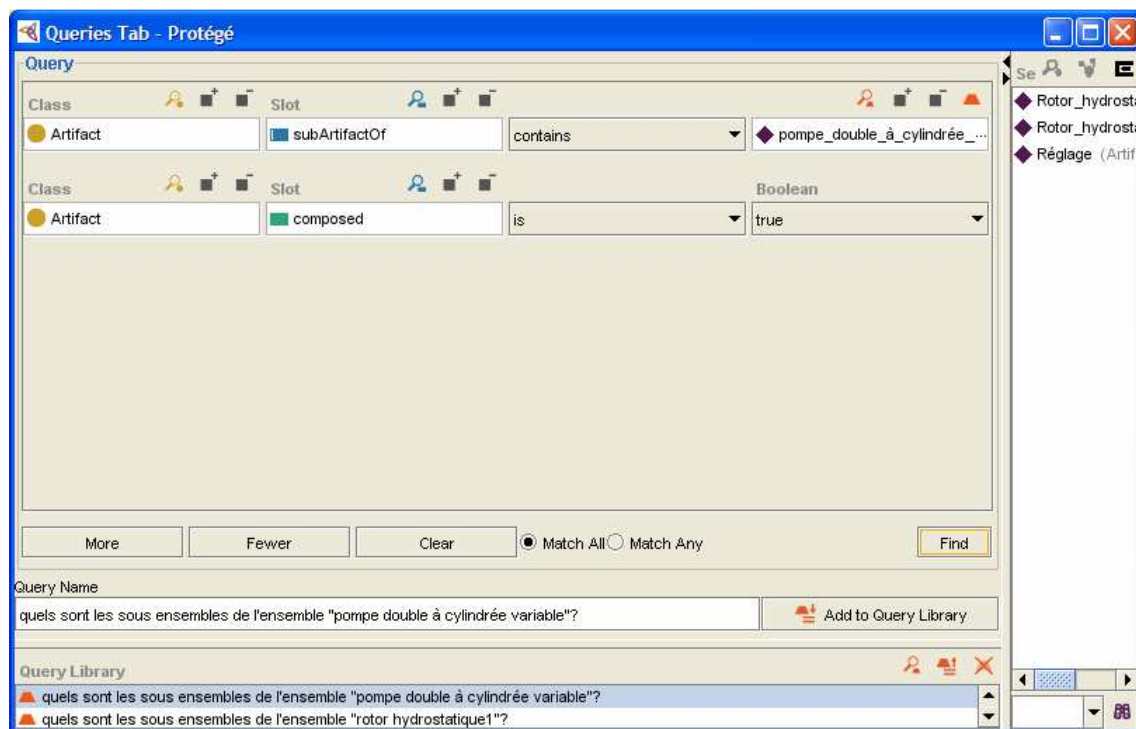 Queries Tab - Protégé
Query
Class Slot
Artifact subArtifactOf contains pompe_double_à_cylindrée_...
Class Slot Boolean
Artifact composed is true
More Fewer Clear Match All Match Any Find
Query Name
quels sont les sous ensembles de l'ensemble "pompe double à cylindrée variable"? Add to Query Library
Query Library
quels sont les sous ensembles de l'ensemble "pompe double à cylindrée variable"?
quels sont les sous ensembles de l'ensemble "rotor hydrostatique1"?
Se
Rotor_hydrosta
Rotor_hydrosta
Réglage (Artif